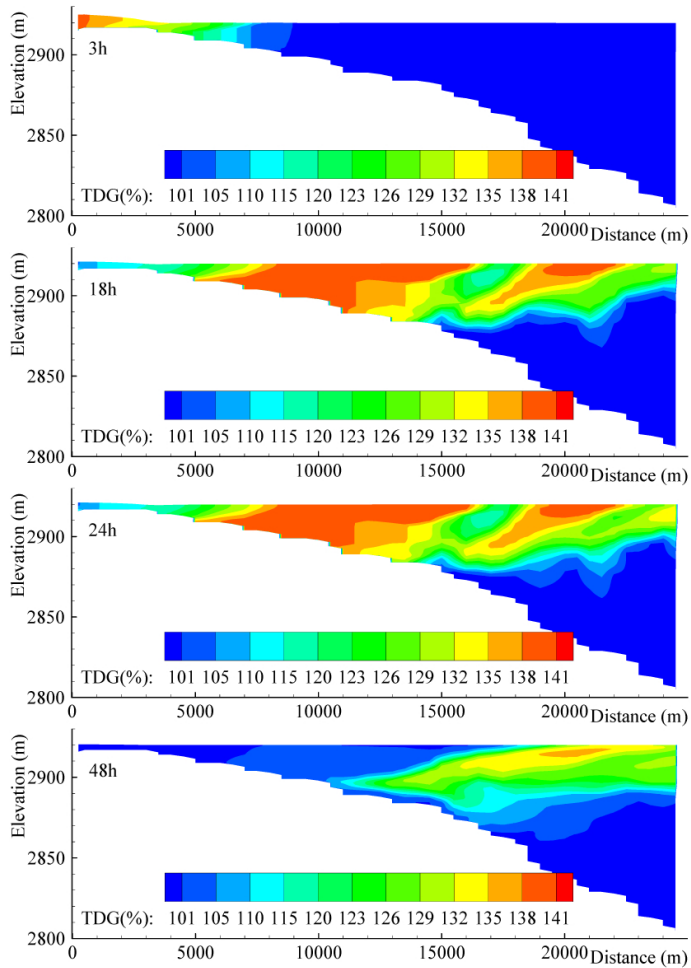 Elevation (m)
2900
2850
2800
3h
TDG(%): 101 105 110 115 120 123 126 129 132 135 138 141
0 5000 10000 15000 20000 Distance (m)
Elevation (m)
2900
2850
2800
18h
TDG(%): 101 105 110 115 120 123 126 129 132 135 138 141
0 5000 10000 15000 20000 Distance (m)
Elevation (m)
2900
2850
2800
24h
TDG(%): 101 105 110 115 120 123 126 129 132 135 138 141
0 5000 10000 15000 20000 Distance (m)
Elevation (m)
2900
2850
2800
48h
TDG(%): 101 105 110 115 120 123 126 129 132 135 138 141
0 5000 10000 15000 20000 Distance (m)